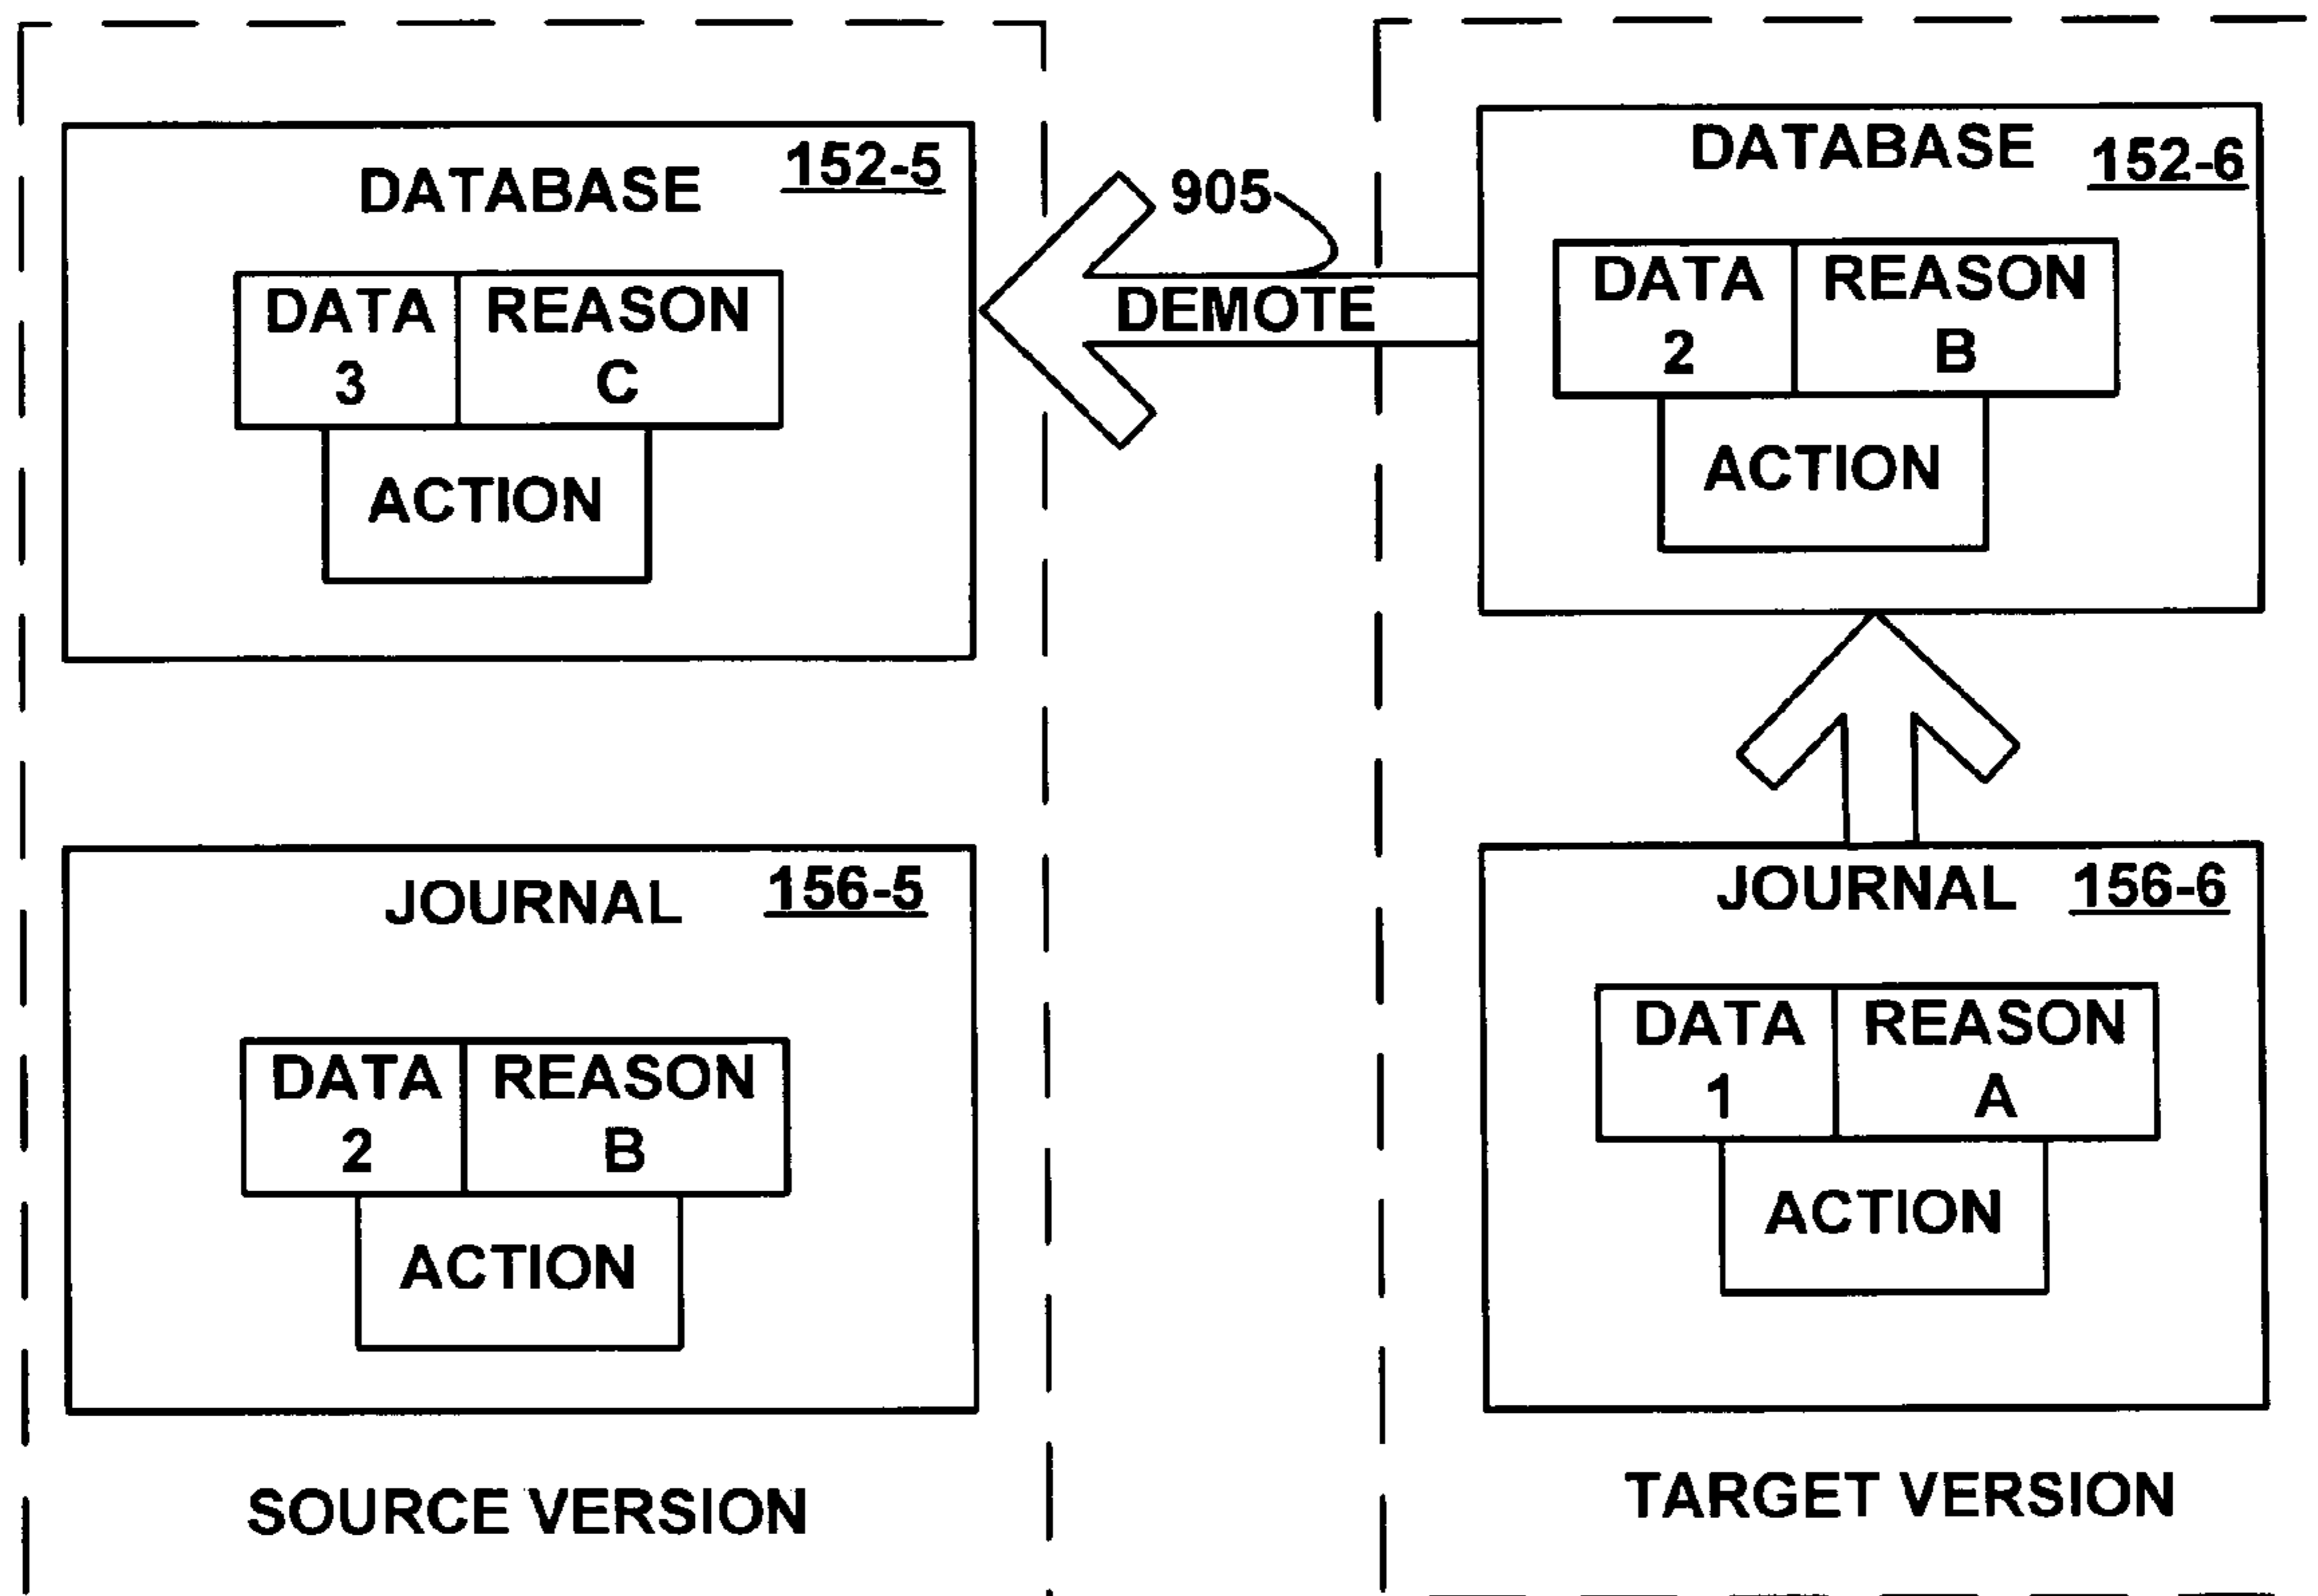 DATABASE 152-5
DATA REASON
3 C
ACTION
905
DEMOTE
DATABASE 152-6
DATA REASON
2 B
ACTION
JOURNAL 156-5
DATA REASON
2 B
ACTION
SOURCE VERSION
JOURNAL 156-6
DATA REASON
1 A
ACTION
TARGET VERSION